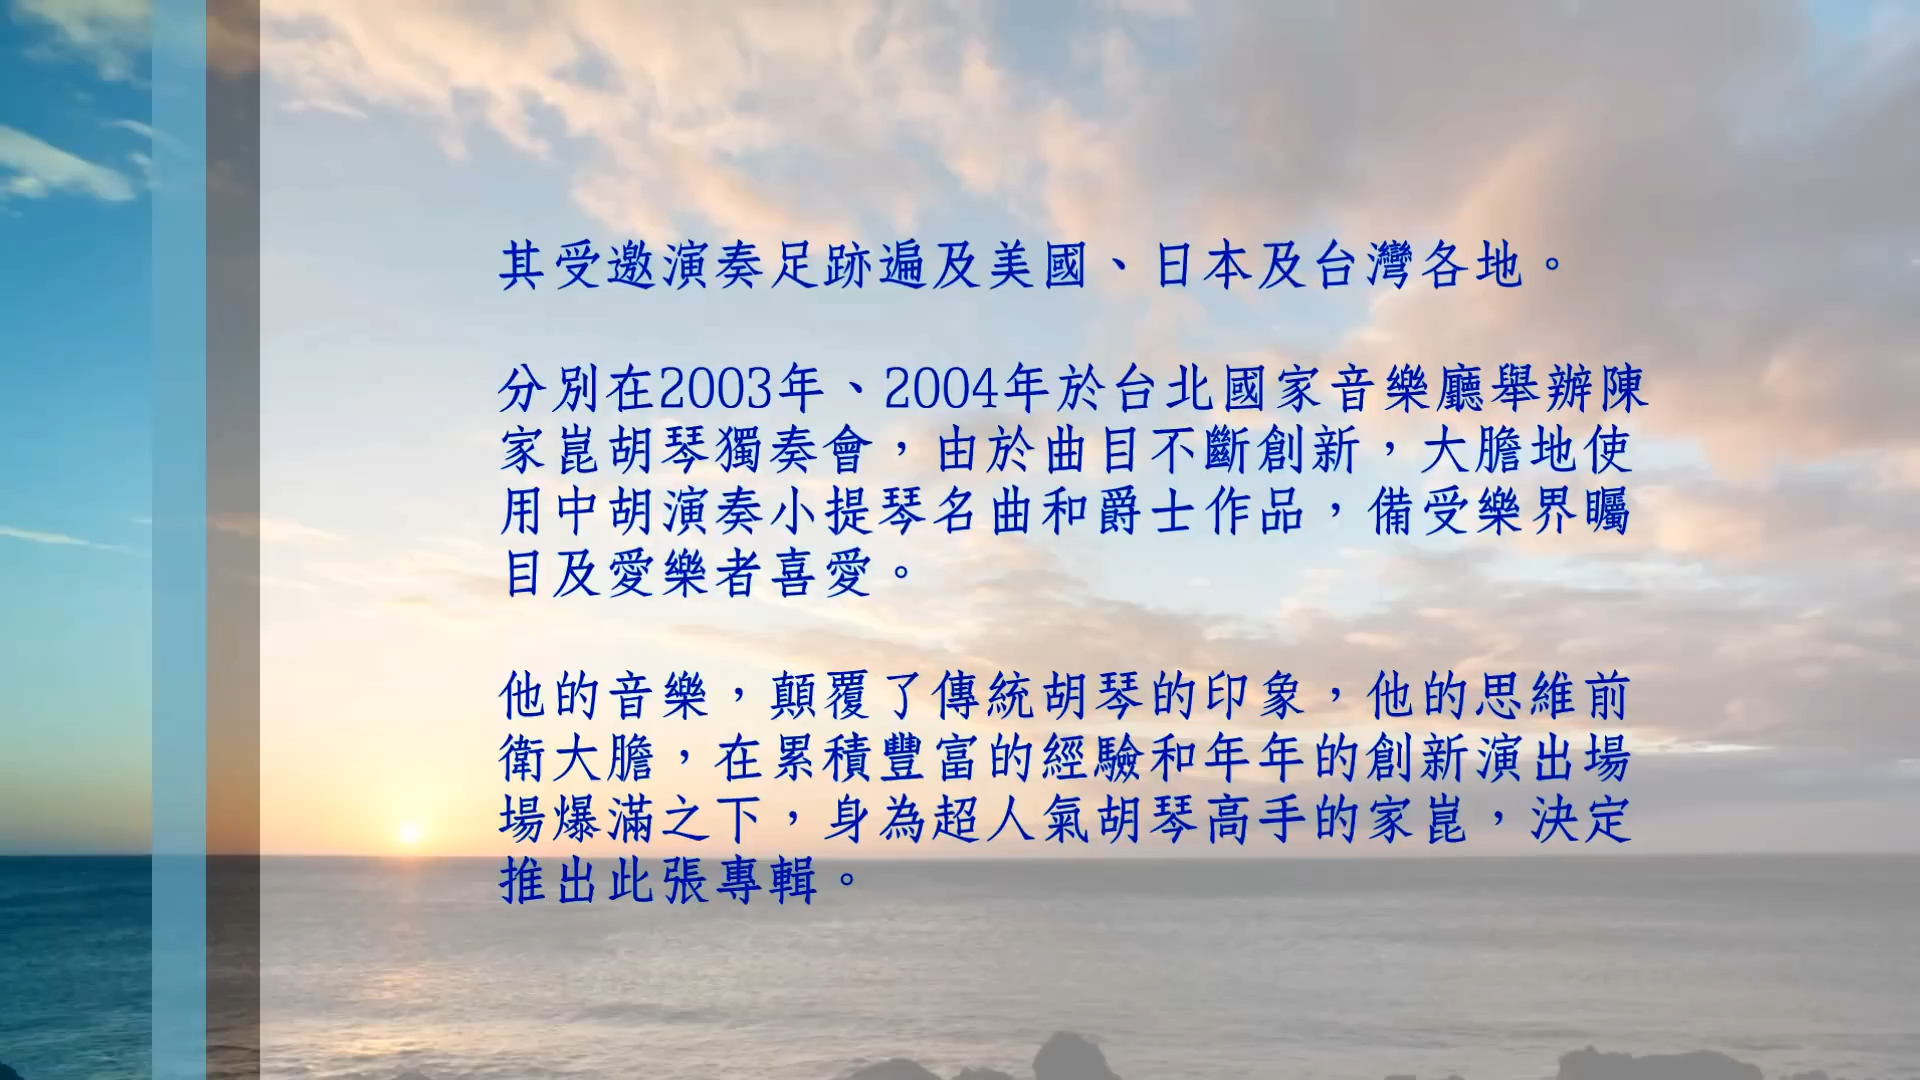 其受邀演奏足跡遍及美國、日本及台灣各地。
分別在2003年、2004年於台北國家音樂廳舉辦陳
家崑胡琴獨奏會，由於曲目不斷創新，大膽地使
用中胡演奏小提琴名曲和爵士作品，備受樂界矚
目及愛樂者喜愛。
他的音樂，顛覆了傳統胡琴的印象，他的思維前
衛大膽，在累積豐富的經驗和年年的創新演出場
場爆滿之下，身為超人氣胡琴高手的家崑，決定
推出此張專輯。